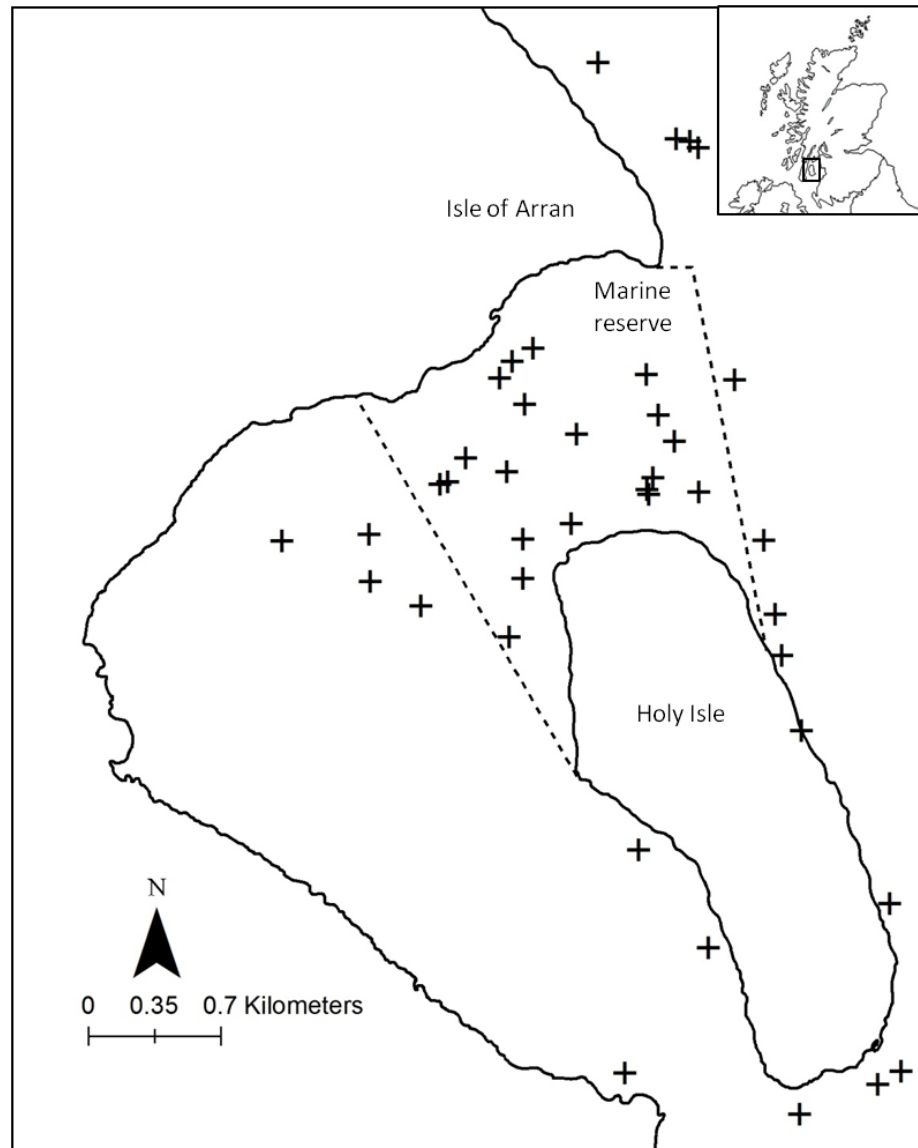 Isle of Arran
Marine
reserve
Holy Isle
N
0 0.35 0.7 Kilometers